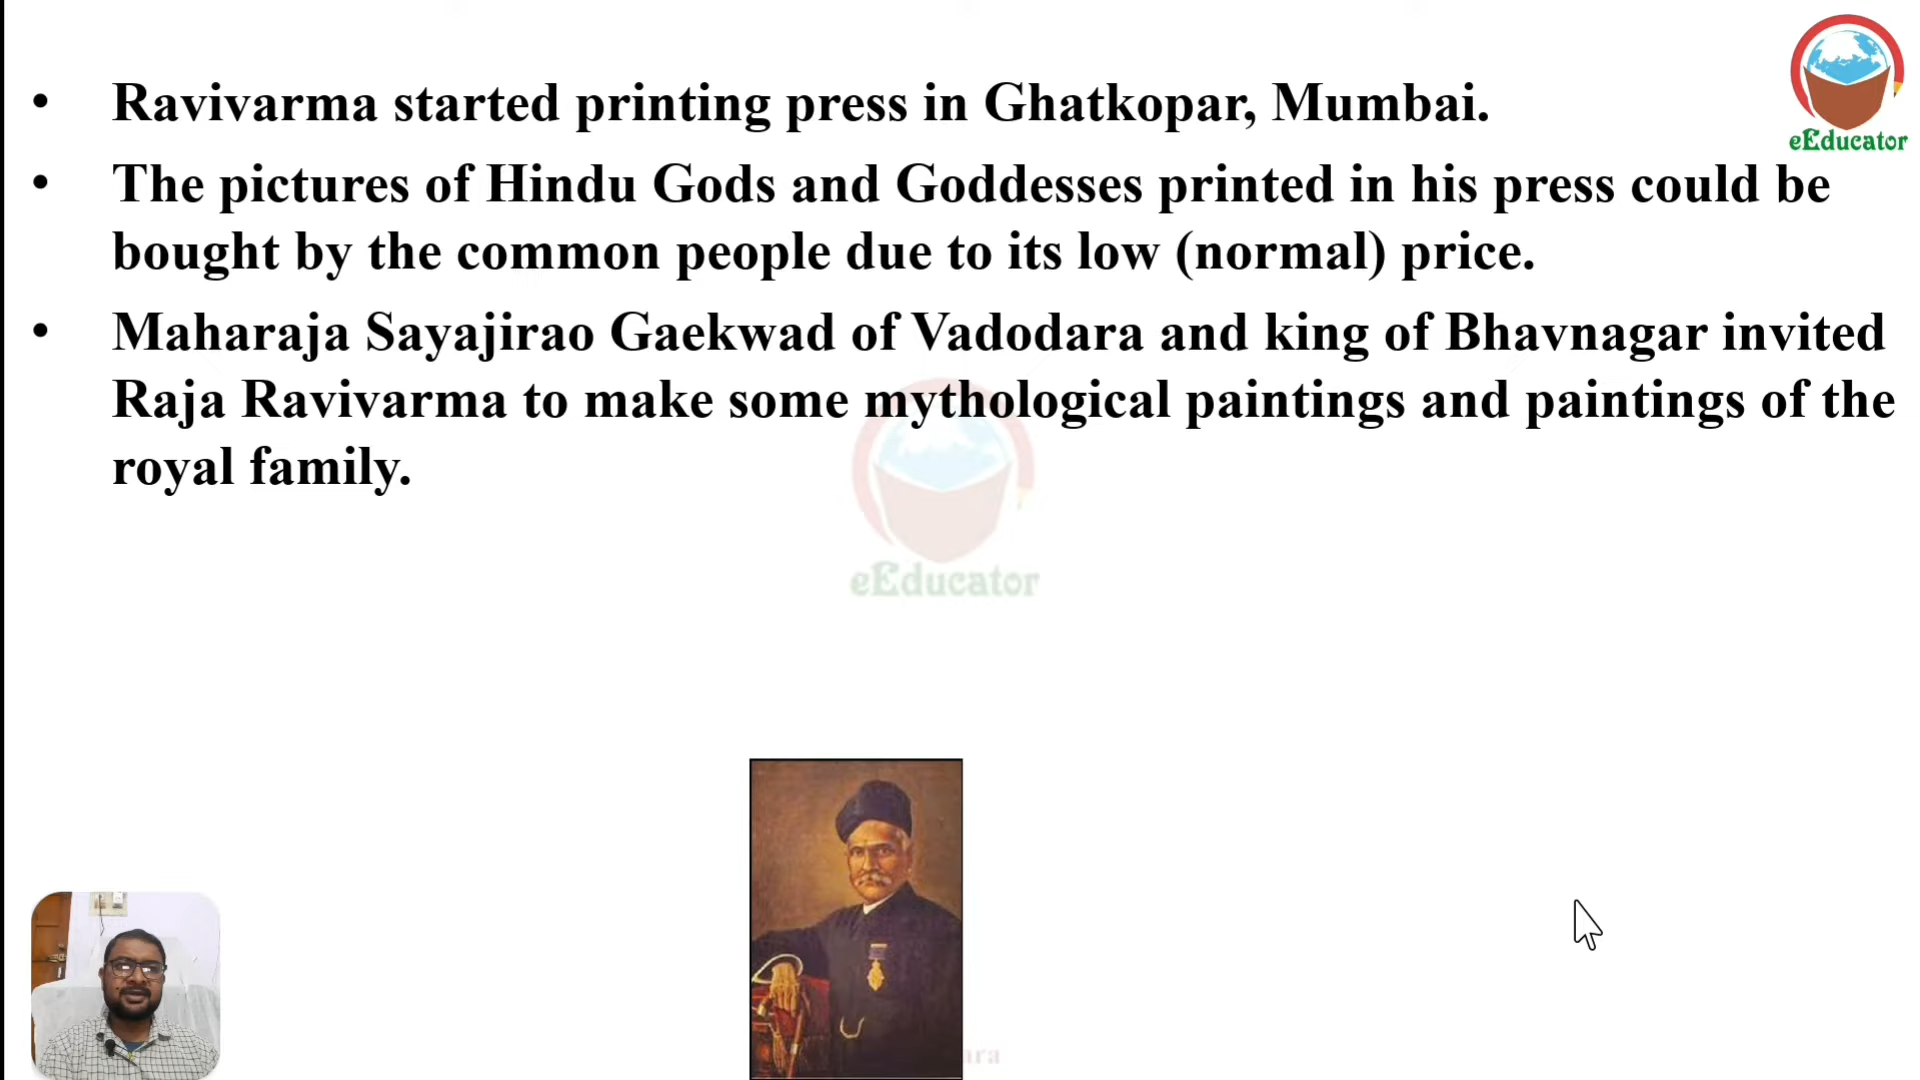 eEducator
• Ravivarma started printing press in Ghatkopar, Mumbai.
• The pictures of Hindu Gods and Goddesses printed in his press could be
bought by the common people due to its low (normal) price.
• Maharaja Sayajirao Gaekwad of Vadodara and king of Bhavnagar invited
Raja Ravivarma to make some mythological paintings and paintings of the
royal family.
eEducator